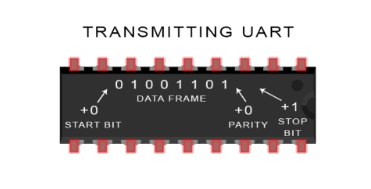 TRANSMITTING UART
0 1 0 0 1 1 0 1
DATA FRAME
+0
START BIT
+0
PARITY
+1
STOP
BIT